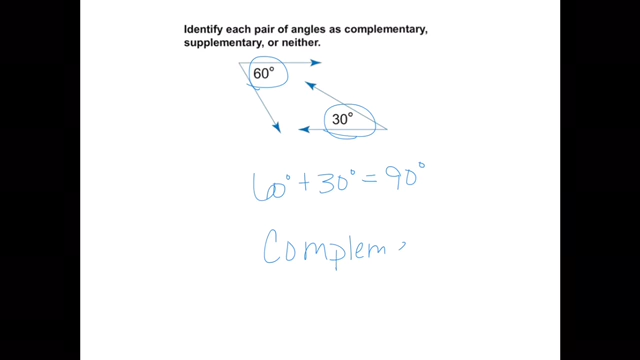 Identify each pair of angles as complementary,
supplementary, or neither.
60°
30°
60° + 30° = 90°
Complem